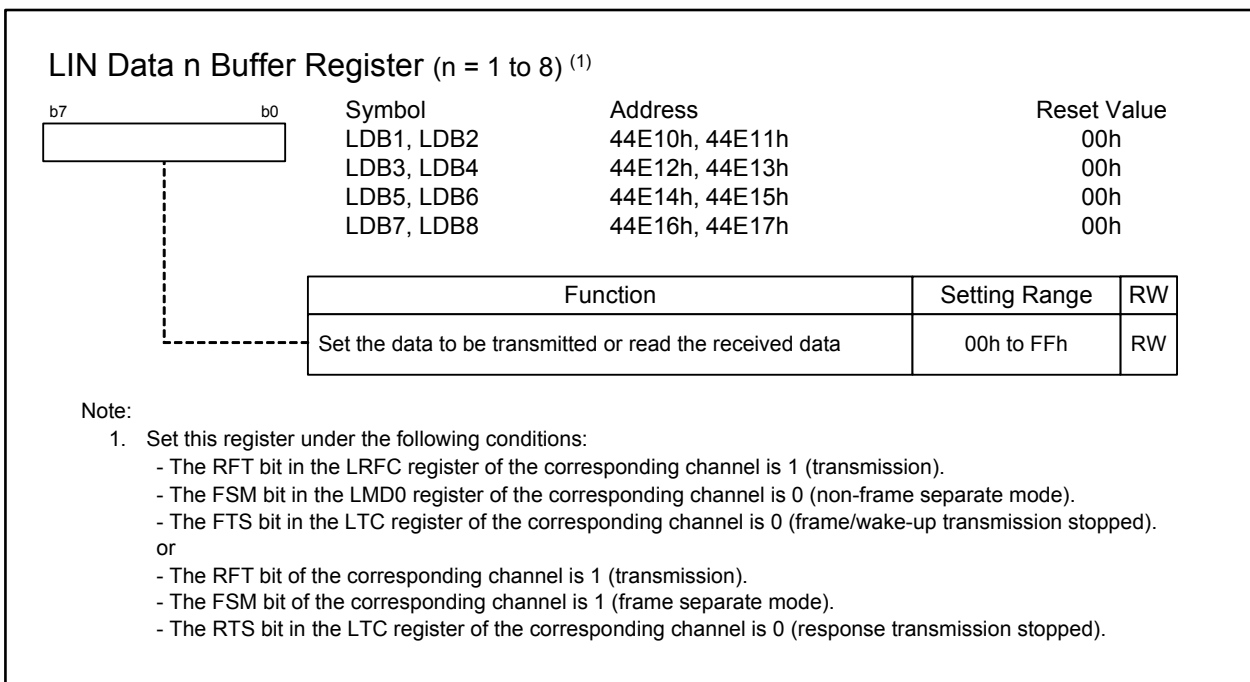 LIN Data n Buffer Register (n = 1 to 8) (1)
b7 b0 Symbol Address Reset Value
LDB1, LDB2 44E10h, 44E11h 00h
LDB3, LDB4 44E12h, 44E13h 00h
LDB5, LDB6 44E14h, 44E15h 00h
LDB7, LDB8 44E16h, 44E17h 00h
Function Setting Range RW
Set the data to be transmitted or read the received data 00h to FFh RW
Note:
1. Set this register under the following conditions:
- The RFT bit in the LRFC register of the corresponding channel is 1 (transmission).
- The FSM bit in the LMD0 register of the corresponding channel is 0 (non-frame separate mode).
- The FTS bit in the LTC register of the corresponding channel is 0 (frame/wake-up transmission stopped).
or
- The RFT bit of the corresponding channel is 1 (transmission).
- The FSM bit of the corresponding channel is 1 (frame separate mode).
- The RTS bit in the LTC register of the corresponding channel is 0 (response transmission stopped).